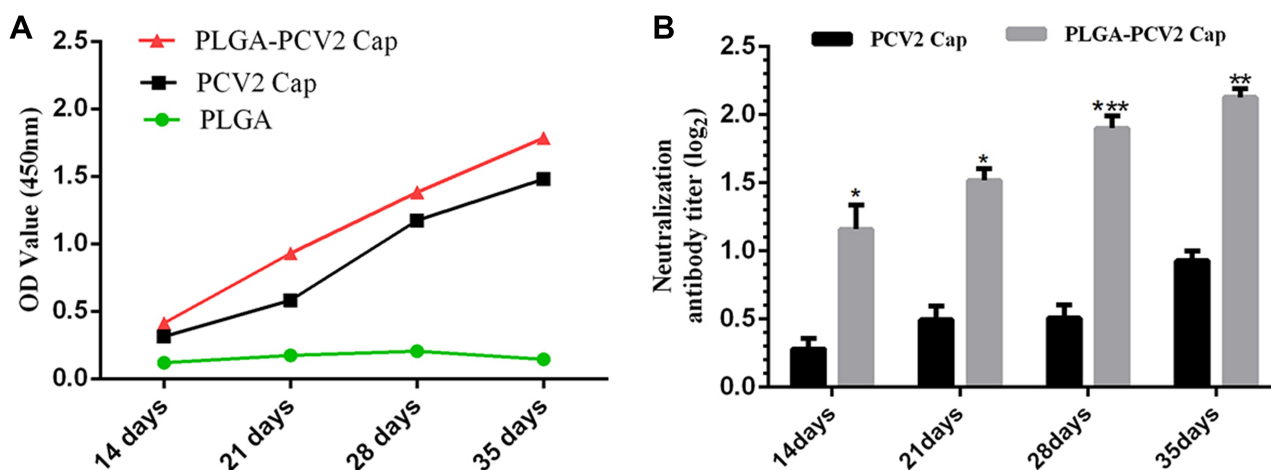 A
OD Value (450nm)
2.5
2.0
1.5
1.0
0.5
0.0
PLGA-PCV2 Cap
PCV2 Cap
PLGA
14 days
21 days
28 days
35 days
B
Neutralization
antibody titer (log₂)
2.5
2.0
1.5
1.0
0.5
0.0
PCV2 Cap
PLGA-PCV2 Cap
*
*
***
**
14days
21days
28days
35days